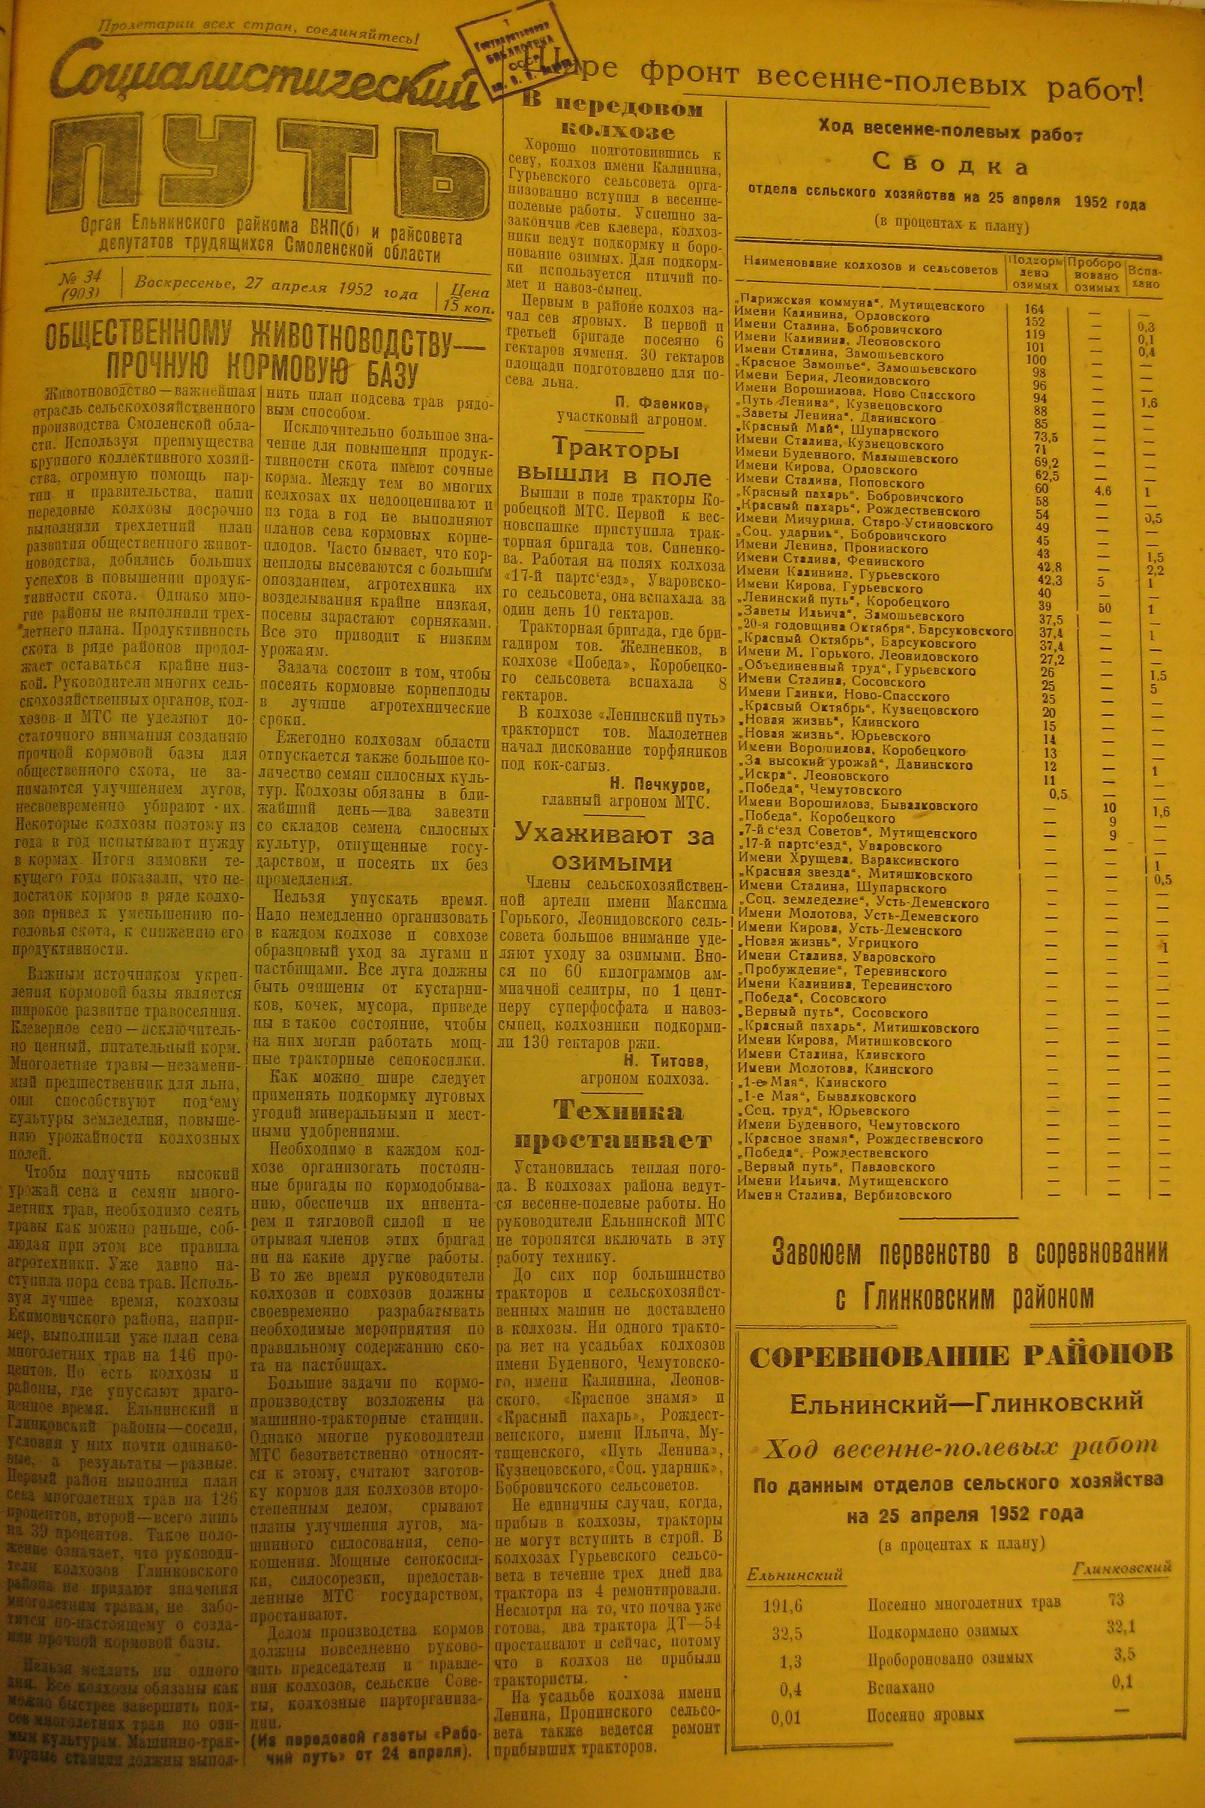 Пролетарии всех стран, соединяйтесь!
Социалистический
ПУТЬ
Орган Ельнинского райкома ВКП(б) и райсовета
депутатов трудящихся Смоленской области
№ 34
(903)
Воскресенье, 27 апреля 1952 года
Цена
15 коп.
ОБЩЕСТВЕННОМУ ЖИВОТНОВОДСТВУ—
ПРОЧНУЮ КОРМОВУЮ БАЗУ
Животноводство—важнейшая
отрасль сельскохозяйственного
производства Смоленской обла-
сти. Используя преимущества
крупного коллективного хозяй-
ства, огромную помощь пар-
тии и правительства, наши
передовые колхозы досрочно
выполнили трехлетний план
развития общественного живот-
новодства, добились больших
успехов в повышении продук-
тивности скота. Однако мно-
гие районы не выполнили трех-
летнего плана. Продуктивность
скота в ряде районов продол-
жает оставаться крайне низ-
кой. Руководители многих сель-
скохозяйственных органов, кол-
хозов и МТС не уделяют до-
статочного внимания созданию
прочной кормовой базы для
общественного скота, не за-
нимаются улучшением лугов,
несвоевременно убирают их.
Некоторые колхозы поэтому из
года в год испытывают нужду
в кормах. Итоги зимовки те-
кущего года показали, что не-
достаток кормов в ряде колхо-
зов привел к уменьшению по-
головья скота, к снижению его
продуктивности.
Важным источником укреп-
ления кормовой базы является
широкое развитие травосеяния.
Клеверное сено—исключитель-
но ценный, питательный корм.
Многолетние травы—незамени-
мый предшественник для льна,
они способствуют под'ему
культуры земледелия, повыше-
нию урожайности колхозных
полей.
Чтобы получить высокий
урожай сена и семян много-
летних трав, необходимо сеять
травы как можно раньше, соб-
людая при этом все правила
агротехники. Уже давно на-
ступила пора сева трав. Исполь-
зуя лучшее время, колхозы
Екимовичского района, напри-
мер, выполнили уже план сева
многолетних трав на 146 про-
центов. Но есть колхозы и
районы, где упускают драго-
ценное время. Ельнинский и
Глинковский районы—соседи,
условия у них почти одинако-
вые, а результаты—разные.
Первый район выполнил план
сева многолетних трав на 126
процентов, второй—всего лишь
на 39 процентов. Такое поло-
жение означает, что руководи-
тели колхозов Глинковского
района не придают значения
многолетним травам, не забо-
тятся по-настоящему о созда-
нии прочной кормовой базы.
Нельзя медлить ни одного
дня. Все колхозы обязаны как
можно быстрее завершить под-
сев многолетних трав по ози-
мым культурам. Машинно-трак-
торные станции должны выпол-
нить план подсева трав рядо-
вым способом.
Исключительно большое зна-
чение для повышения продук-
тивности скота имеют сочные
корма. Между тем во многих
колхозах их недооценивают и
из года в год не выполняют
планов сева кормовых корне-
плодов. Часто бывает, что кор-
неплоды высеваются с большим
опозданием, агротехника их
возделывания крайне низкая,
посевы зарастают сорняками.
Все это приводит к низким
урожаям.
Задача состоит в том, чтобы
посеять кормовые корнеплоды
в лучшие агротехнические
сроки.
Ежегодно колхозам области
отпускается также большое ко-
личество семян силосных куль-
тур. Колхозы обязаны в бли-
жайший день—два завезти
со складов семена силосных
культур, отпущенные госу-
дарством, и посеять их без
промедления.
Нельзя упускать время.
Надо немедленно организовать
в каждом колхозе и совхозе
образцовый уход за лугами и
пастбищами. Все луга должны
быть очищены от кустарни-
ков, кочек, мусора, приведе
ны в такое состояние, чтобы
на них могли работать мощ-
ные тракторные сенокосилки.
Как можно шире следует
применять подкормку луговых
угодий минеральными и мест-
ными удобрениями.
Необходимо в каждом кол-
хозе организогать постоян-
ные бригады по кормодобыва-
нию, обеспечив их инвента-
рем и тягловой силой и не
отрывая членов этих бригад
ни на какие другие работы.
В то же время руководители
колхозов и совхозов должны
своевременно разрабатывать
необходимые мероприятия по
правильному содержанию ско-
та на пастбищах.
Большие задачи по кормо-
производству возложены на
машинно-тракторные станции.
Однако многие руководители
МТС безответственно относят-
ся к этому, считают заготов-
ку кормов для колхозов второ-
степенным делом, срывают
планы улучшения лугов, ма-
шинного силосования, сено-
кошения. Мощные сенокосил-
ки, силосорезки, предостав-
ленные МТС государством,
простаивают.
Делом производства кормов
должны повседневно руково-
дить председатели и правле-
ния колхозов, сельские Сове-
ты, колхозные парторганиза-
ции.
(Из передовой газеты «Рабо-
чий путь» от 24 апреля).
Шире фронт весенне-полевых работ!
В передовом
колхозе
Хорошо подготовившись к
севу, колхоз имени Калинина,
Гурьевского сельсовета орга-
низованно вступил в весенне-
полевые работы. Успешно за-
закончив сев клевера, колхоз-
ники ведут подкормку и боро-
нование озимых. Для подкорм-
ки используется птичий по-
мет и навоз-сыпец.
Первым в районе колхоз на-
чал сев яровых. В первой и
третьей бригаде посеяно 6
гектаров ячменя. 30 гектаров
площади подготовлено для по-
сева льна.
П. Фаенков,
участковый агроном.
Тракторы
вышли в поле
Вышли в поле тракторы Ко-
робецкой МТС. Первой к вес-
новспашке приступила трак-
торная бригада тов. Синенко-
ва. Работая на полях колхоза
«17-й партс'езд», Уваровско-
го сельсовета, она вспахала за
один день 10 гектаров.
Тракторная бригада, где бри-
гадиром тов. Желненков, в
колхозе «Победа», Коробецко-
го сельсовета вспахала 8
гектаров.
В колхозе «Ленинский путь»
тракторист тов. Малолетнев
начал дискование торфяников
под кок-сагыз.
Н. Печкуров,
главный агроном МТС.
Ухаживают за
озимыми
Члены сельскохозяйствен-
ной артели имени Максима
Горького, Леонидовского сель-
совета большое внимание уде-
ляют уходу за озимыми. Вно-
ся по 60 килограммов ам-
миачной селитры, по 1 цент-
неру суперфосфата и навоз-
сыпец, колхозники подкорми-
ли 130 гектаров ржи.
Н. Титова,
агроном колхоза.
Техника
простаивает
Установилась теплая пого-
да. В колхозах района ведут-
ся весенне-полевые работы. Но
руководители Ельнинской МТС
не торопятся включать в эту
работу технику.
До сих пор большинство
тракторов и сельскохозяйст-
венных машин не доставлено
в колхозы. Ни одного тракто-
ра нет на усадьбах колхозов
имени Буденного, Чемутовско-
го, имени Калинина, Леонов-
ского, «Красное знамя» и
«Красный пахарь», Рождест-
венского, имени Ильича, Му-
тищенского, «Путь Ленина»,
Кузнецовского, «Соц. ударник»,
Бобровичского сельсоветов.
Не единичны случаи, когда,
прибыв в колхозы, тракторы
не могут вступить в строй. В
колхозах Гурьевского сельсо-
вета в течение трех дней два
трактора из 4 ремонтировали.
Несмотря на то, что почва уже
готова, два трактора ДТ—54
простаивают и сейчас, потому
что в колхоз не прибыли
трактористы.
На усадьбе колхоза имени
Ленина, Пронинского сельсо-
вета также ведется ремонт
прибывших тракторов.
Ход весенне-полевых работ
Сводка
отдела сельского хозяйства на 25 апреля 1952 года
(в процентах к плану)
Наименование колхозов и сельсоветов
Подкорм
лено
озимых
Проборо
новано
озимых
Вспа-
хано
„Парижская коммуна“, Мутищенского 164 —
Имени Калинина, Орловского 152 — 0,3
Имени Сталина, Бобровичского 119 — 0,1
Имени Калинина, Леоновского 101 — 0,4
Имени Сталина, Замошьевского 100 — —
„Красное Замошье“, Замошьевского 98 — —
Имени Берия, Леонидовского 96 — —
Имени Ворошилова, Ново Спасского 94 — 1,6
„Путь Ленина“, Кузнецовского 88 — —
„Заветы Ленина“, Данинского 85 — —
„Красный Май“, Шупарнского 73,5 — —
Имени Сталина, Кузнецовского 71 — —
Имени Буденного, Малышевского 69,2 — —
Имени Кирова, Орловского 62,5 — —
Имени Сталина, Поповского 60 4,6 1
„Красный пахарь“, Бобровичского 58 — —
„Красный пахарь“, Рождественского 54 — 0,5
Имени Мичурина, Старо-Устиновского 49 — —
„Соц. ударник“, Бобровичского 45 — —
Имени Ленина, Пронинского 43 — 1,5
Имени Сталина, Фенинского 42,8 — 2,2
Имени Калинина, Гурьевского 42,3 5 1
Имени Кирова, Гурьевского 40 — —
„Ленинский путь“, Коробецкого 39 50 1
„Заветы Ильича“, Замошьевского 37,5 — —
„20-я годовщина Октября“, Барсуковского 37,4 — 1
„Красный Октябрь“, Барсуковского 37,4 — —
Имени М. Горького, Леонидовского 27,2 — —
„Объединенный труд“, Гурьевского 26 — 1,5
Имени Сталина, Сосовского 25 — 5
Имени Глинки, Ново-Спасского 25 — —
„Красный Октябрь“, Кузнецовского 20 — —
„Новая жизнь“, Клинского 15 — —
„Новая жизнь“, Юрьевского 14 — —
Имени Ворошилова, Коробецкого 13 — —
„За высокий урожай“, Данинского 12 — 1
„Искра“, Леоновского 11 — —
„Победа“, Чемутовского 0,5 — —
Имени Ворошилова, Бывалковского — 10 1,6
„Победа“, Коробецкого — 9 —
„7-й с'езд Советов“, Мутищенского — 9 —
„17-й партс'езд“, Уваровского — —
Имени Хрущева, Вараксинского — — 1
„Красная звезда“, Митишковского — — 0,5
Имени Сталина, Шупарнского — — —
„Соц. земледелие“, Усть-Деменского — — —
Имени Молотова, Усть-Деменского — — —
Имени Кирова, Усть-Деменского — — —
„Новая жизнь“, Угрицкого — — 1
Имени Сталина, Уваровского — — —
„Пробуждение“, Теренинского — — —
Имени Калинина, Теренинского — — —
„Победа“, Сосовского — — —
„Верный путь“, Сосовского — — —
„Красный пахарь“, Митишковского — — —
Имени Кирова, Митишковского — — —
Имени Сталина, Клинского — — —
Имени Молотова, Клинского — — —
„1-е Мая“, Клинского — — —
„1-е Мая“, Бывалковского — — —
„Соц. труд“, Юрьевского — — —
Имени Буденного, Чемутовского — — —
„Красное знамя“, Рождественского — — —
„Победа“, Рождественского — — —
„Верный путь“, Павловского — — —
Имени Ильича, Мутищенского — — —
Имени Сталина, Вербиловского — — —
Завоюем первенство в соревновании
с Глинковским районом
СОРЕВНОВАНИЕ РАЙОНОВ
Ельнинский—Глинковский
Ход весенне-полевых работ
По данным отделов сельского хозяйства
на 25 апреля 1952 года
(в процентах к плану)
Ельнинский Глинковский
191,6 Посеяно многолетних трав 73
32,5 Подкормлено озимых 32,1
1,3 Пробороновано озимых 3,5
0,4 Вспахано 0,1
0,01 Посеяно яровых —